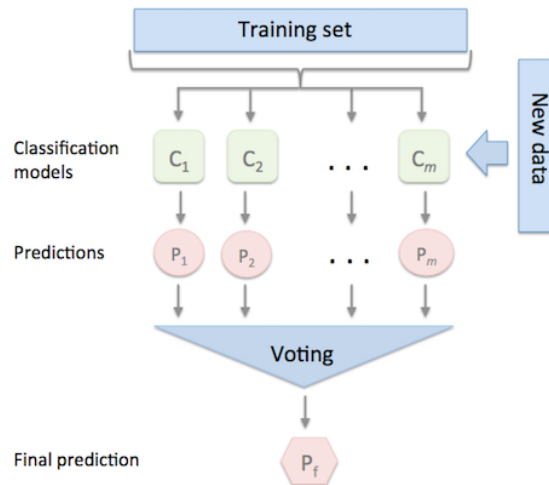 Training set
New data
Classification
models
C1 C2 ... Cm
Predictions
P1 P2 ... Pm
Voting
Final prediction
Pf